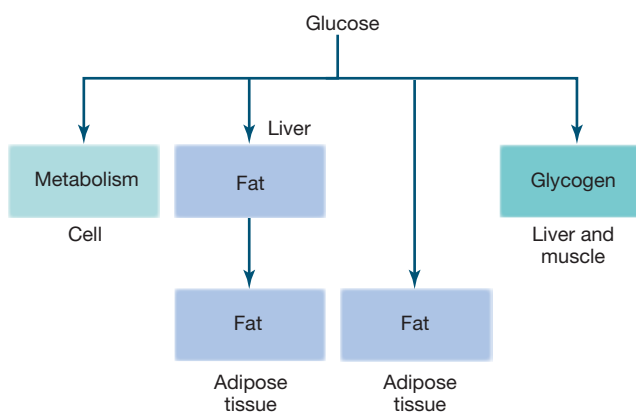 Glucose
Liver
Metabolism
Fat
Glycogen
Cell
Liver and
muscle
Fat
Fat
Adipose
tissue
Adipose
tissue